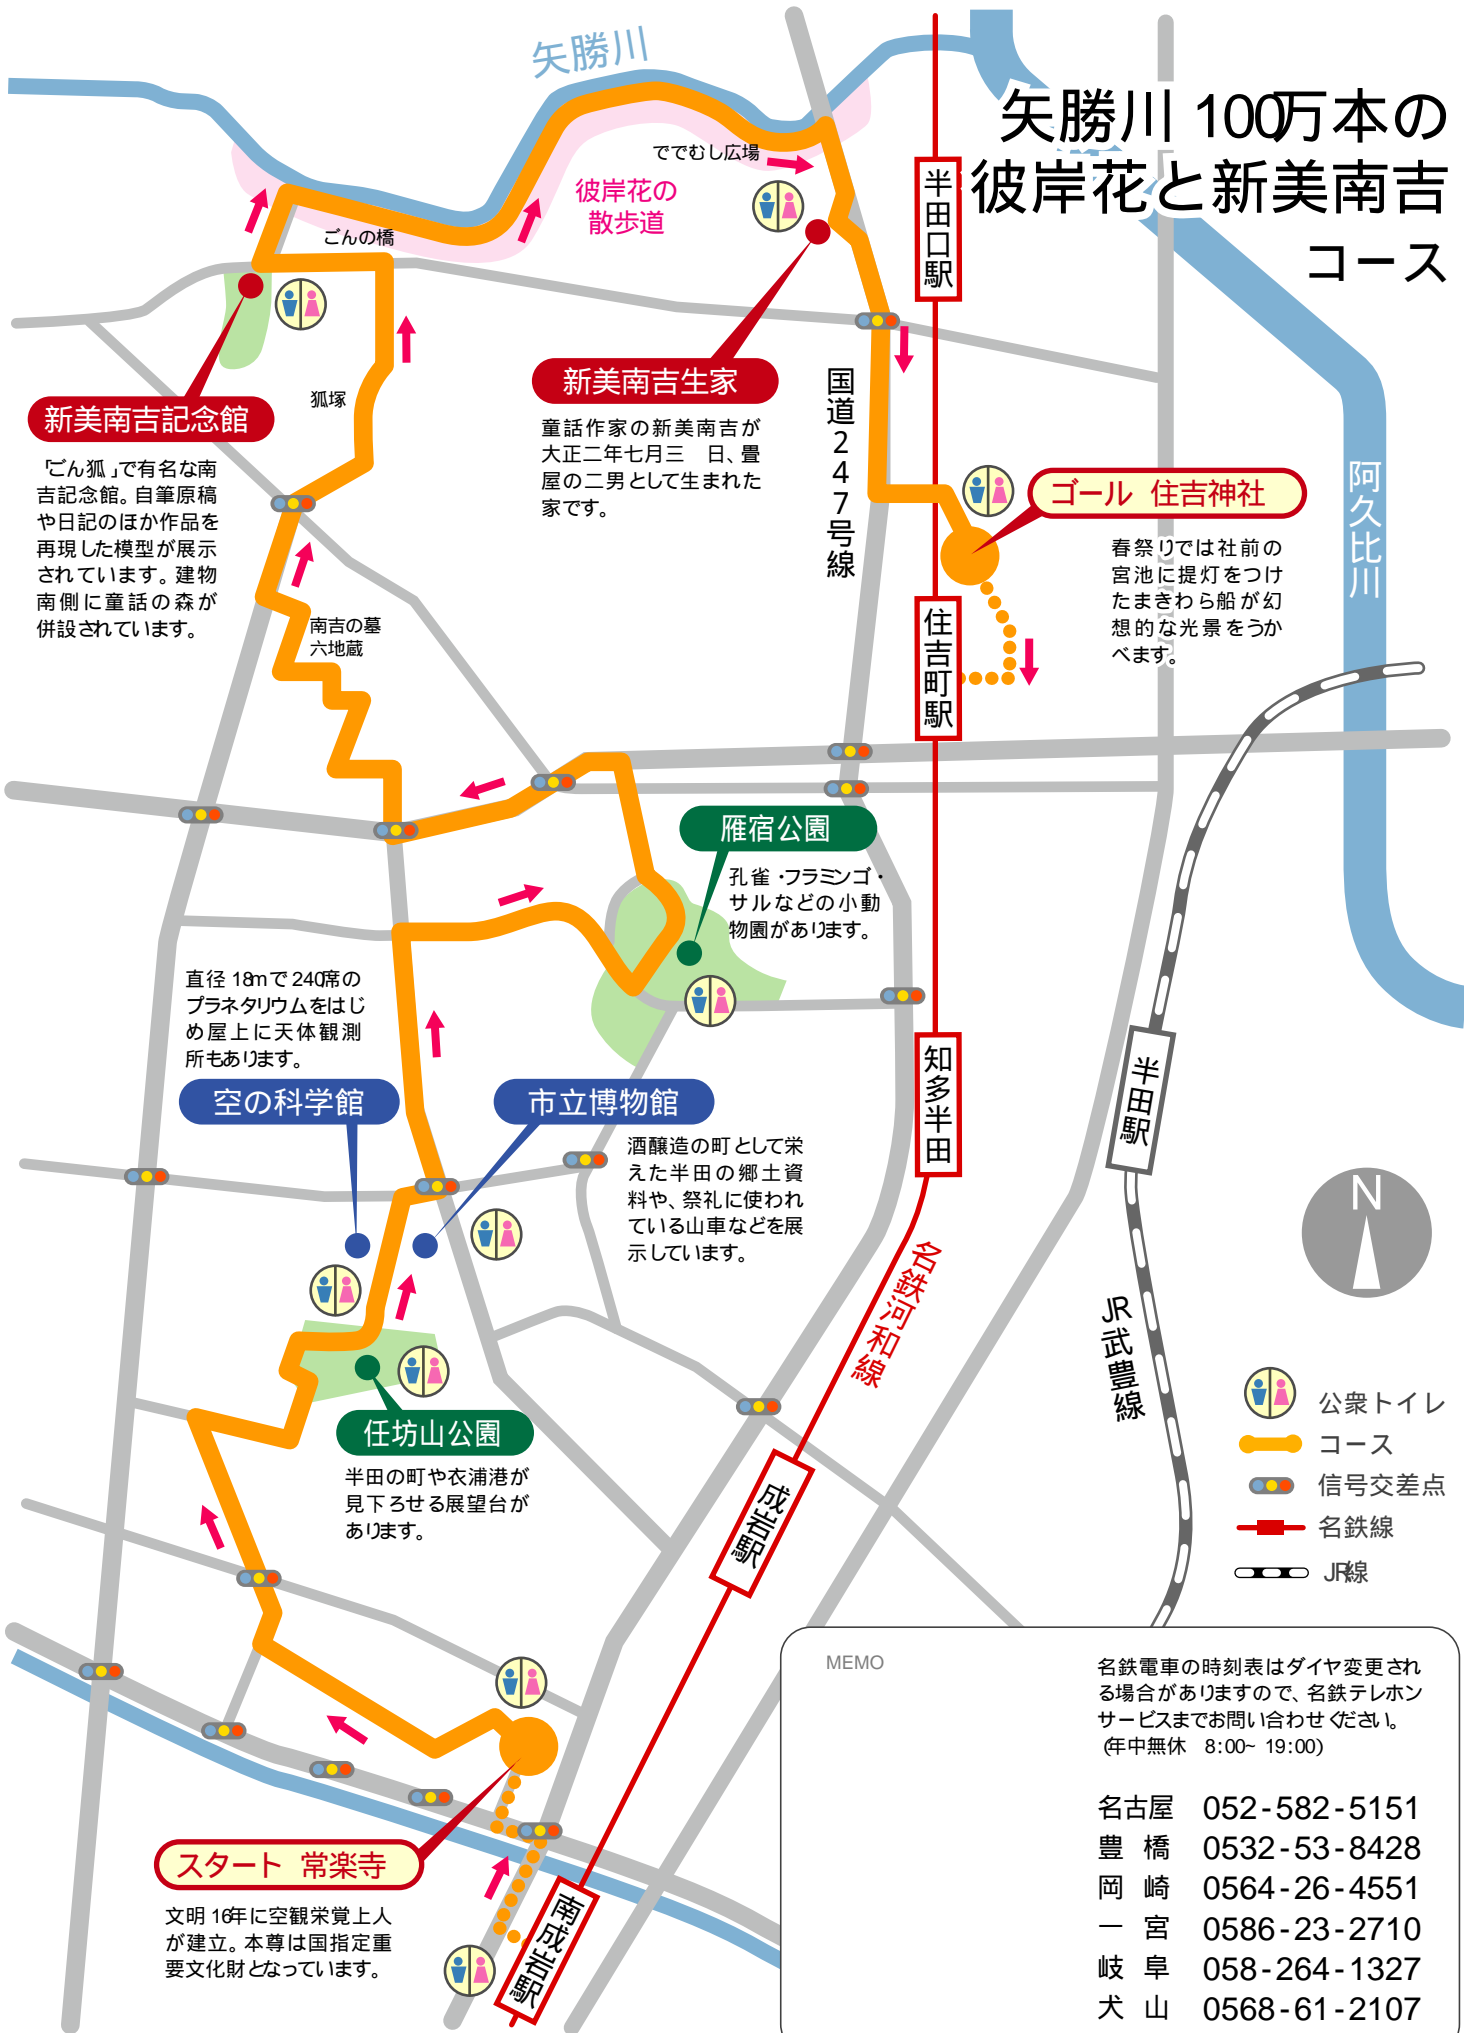 矢勝川 100万本の
彼岸花と新美南吉
コース
矢勝川
ででむし広場
彼岸花の
散歩道
ごんの橋
半田口駅
新美南吉記念館
「ごん狐」で有名な南
吉記念館。自筆原稿
や日記のほか作品を
再現した模型が展示
されています。建物
南側に童話の森が
併設されています。
狐塚
新美南吉生家
童話作家の新美南吉が
大正二年七月三　日、畳
屋の二男として生まれた
家です。
国道247号線
ゴール 住吉神社
春祭りでは社前の
宮池に提灯をつけ
たまきわら船が幻
想的な光景をうか
べます。
阿久比川
南吉の墓
六地蔵
住吉町駅
雁宿公園
孔雀・フラミンゴ・
サルなどの小動
物園があります。
直径 18mで 240席の
プラネタリウムをはじ
め屋上に天体観測
所もあります。
空の科学館
市立博物館
酒醸造の町として栄
えた半田の郷土資
料や、祭礼に使われ
ている山車などを展
示しています。
知多半田
半田駅
名鉄河和線
JR武豊線
N
任坊山公園
半田の町や衣浦港が
見下ろせる展望台が
あります。
成岩駅
公衆トイレ
コース
信号交差点
名鉄線
JR線
スタート 常楽寺
文明 16年に空観栄覚上人
が建立。本尊は国指定重
要文化財となっています。
南成岩駅
MEMO
名鉄電車の時刻表はダイヤ変更され
る場合がありますので、名鉄テレホン
サービスまでお問い合わせください。
(年中無休　8:00~ 19:00)
名古屋 052-582-5151
豊 橋 0532-53-8428
岡 崎 0564-26-4551
一 宮 0586-23-2710
岐 阜 058-264-1327
犬 山 0568-61-2107